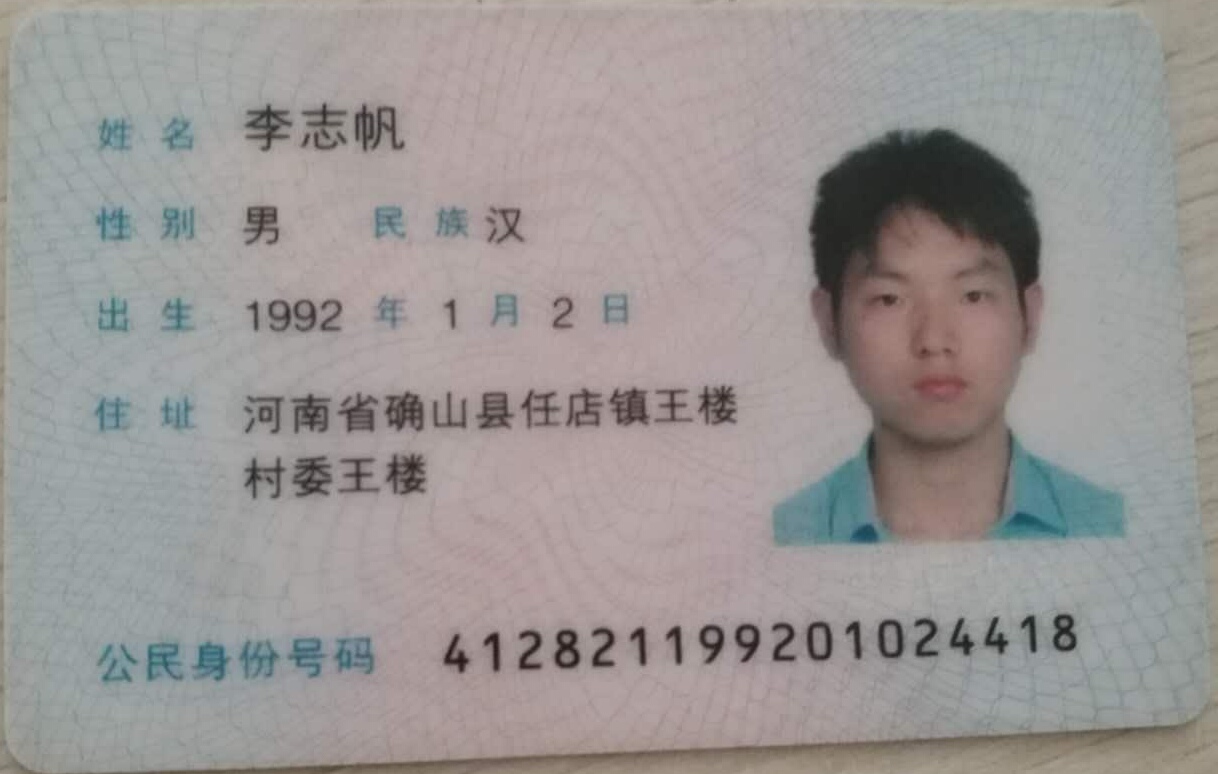 姓名 李志帆
性别 男 民族 汉
出生 1992 年 1 月 2 日
住址 河南省确山县任店镇王楼
村委王楼
公民身份号码 412821199201024418